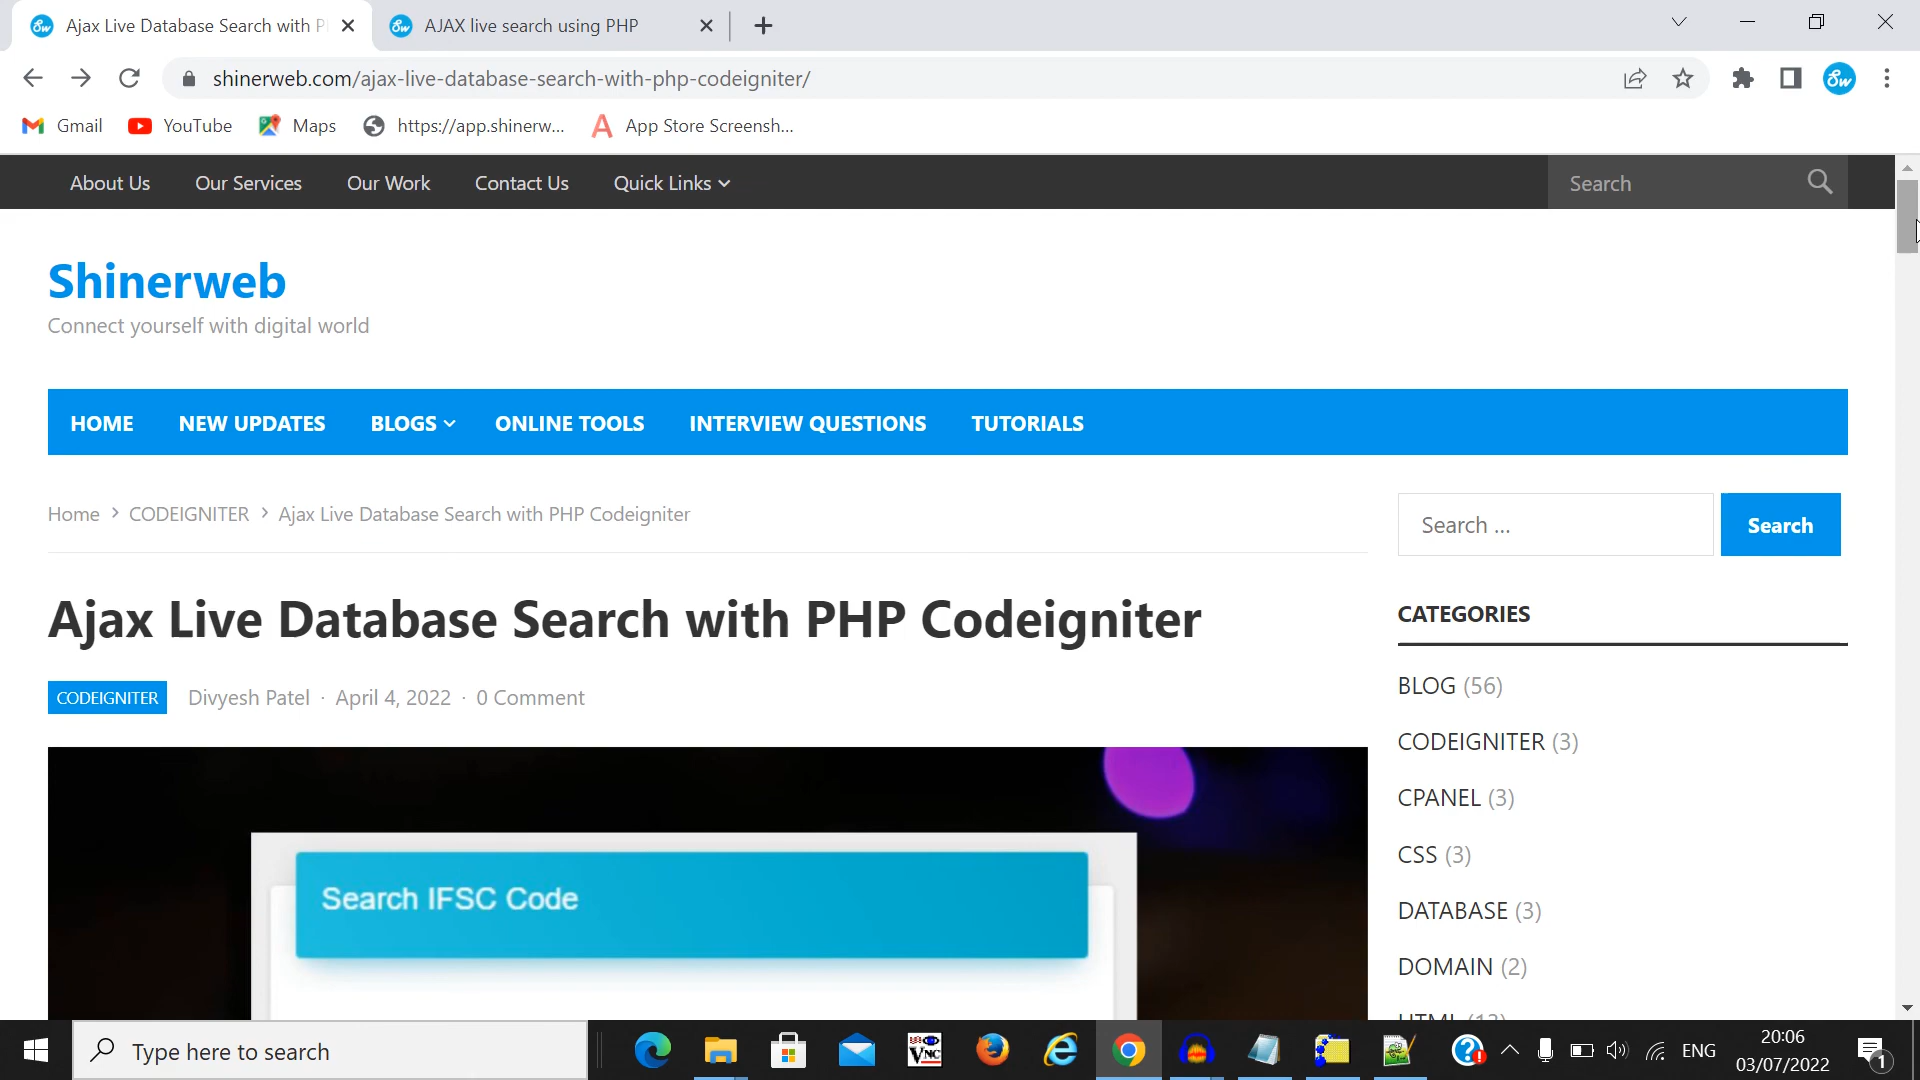 Ajax Live Database Search with P
AJAX live search using PHP
shinerweb.com/ajax-live-database-search-with-php-codeigniter/
Sw
Gmail
YouTube
Maps
https://app.shinerw...
App Store Screensh...
About Us
Our Services
Our Work
Contact Us
Quick Links
Search
Shinerweb
Connect yourself with digital world
HOME
NEW UPDATES
BLOGS
ONLINE TOOLS
INTERVIEW QUESTIONS
TUTORIALS
Home > CODEIGNITER > Ajax Live Database Search with PHP Codeigniter
Search ...
Search
Ajax Live Database Search with PHP Codeigniter
CATEGORIES
CODEIGNITER
Divyesh Patel · April 4, 2022 · 0 Comment
BLOG (56)
CODEIGNITER (3)
CPANEL (3)
CSS (3)
DATABASE (3)
DOMAIN (2)
HTML (13)
Search IFSC Code
Type here to search
ENG
20:06
03/07/2022
1